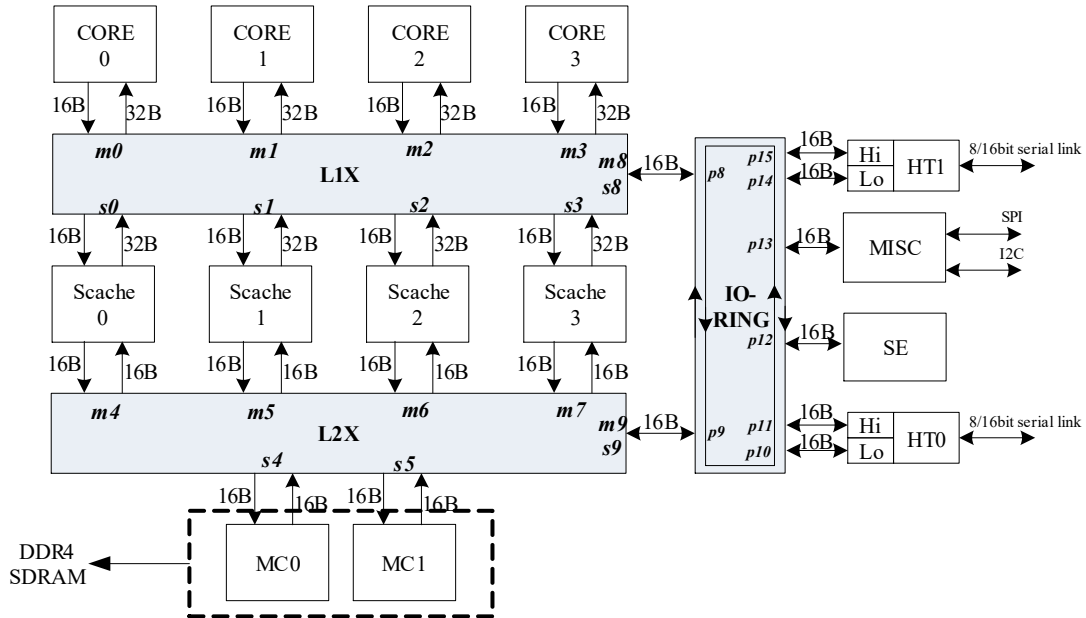 CORE
0
CORE
1
CORE
2
CORE
3
16B
32B
16B
32B
16B
32B
16B
32B
m0
m1
m2
m3
m8
L1X
s8
s0
s1
s2
s3
16B
16B
32B
16B
32B
16B
32B
16B
32B
Scache
0
Scache
1
Scache
2
Scache
3
16B
16B
16B
16B
16B
16B
16B
16B
m4
m5
m6
m7
m9
L2X
s9
s4
s5
16B
16B
16B
16B
16B
MC0
MC1
DDR4
SDRAM
p8
p9
IO-
RING
p15
p14
p13
p12
p11
p10
16B
16B
Hi
Lo
HT1
8/16bit serial link
16B
MISC
SPI
I2C
16B
SE
16B
16B
Hi
Lo
HT0
8/16bit serial link